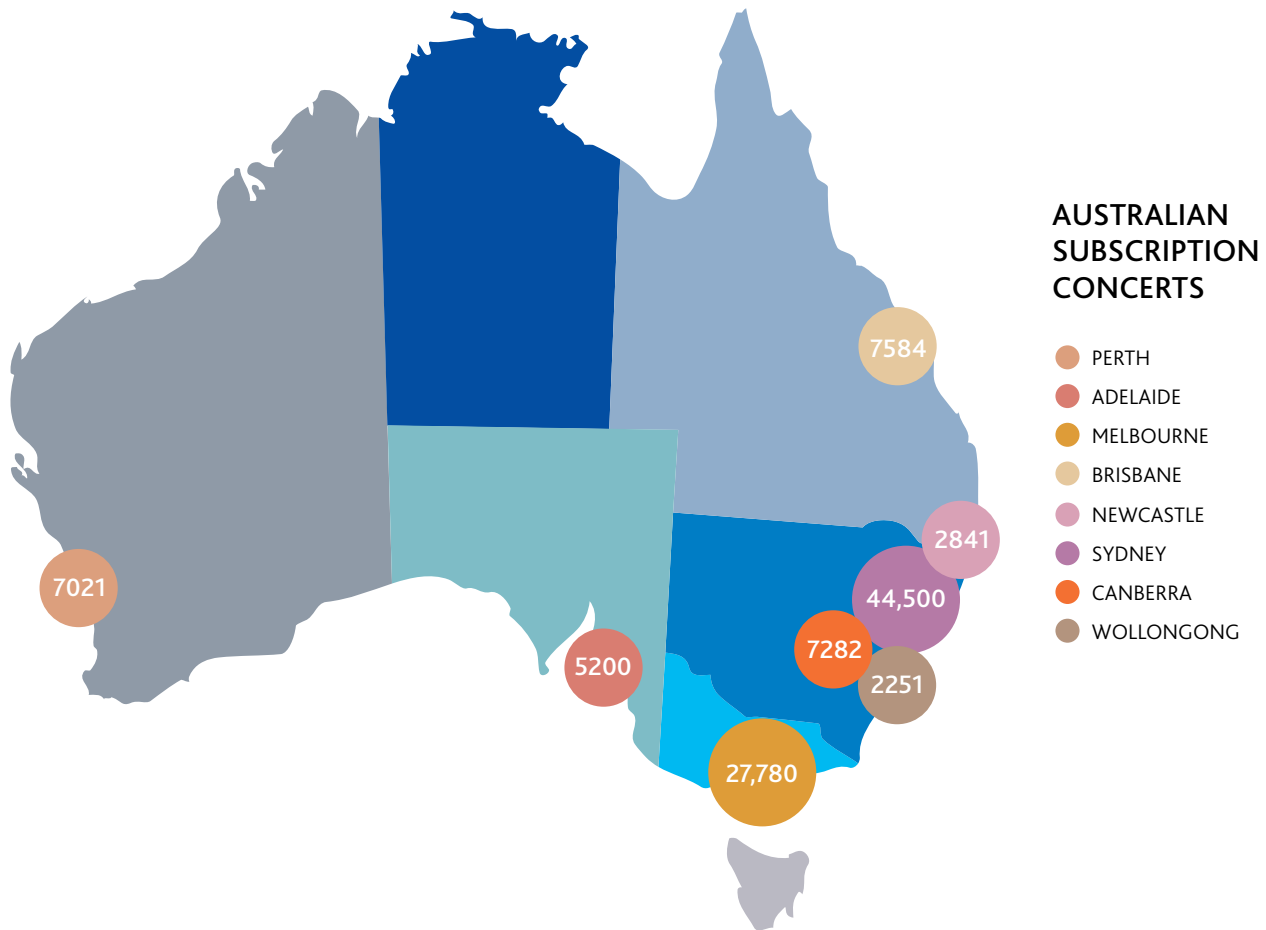 AUSTRALIAN
SUBSCRIPTION
CONCERTS
PERTH
ADELAIDE
MELBOURNE
BRISBANE
NEWCASTLE
SYDNEY
CANBERRA
WOLLONGONG
7584
2841
7021
44,500
7282
5200
2251
27,780